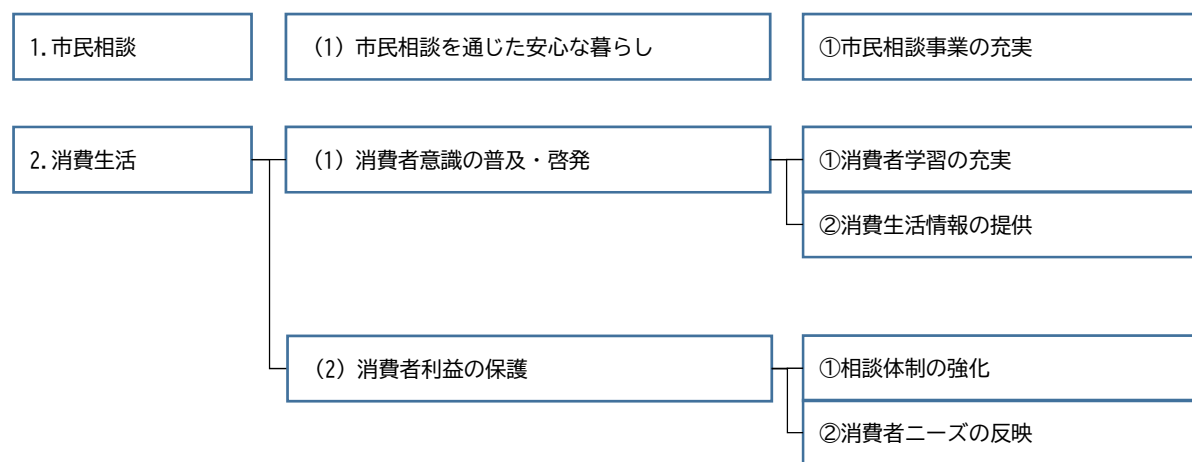 1.市民相談
(1) 市民相談を通じた安心な暮らし
①市民相談事業の充実
2.消費生活
(1) 消費者意識の普及・啓発
①消費者学習の充実
②消費生活情報の提供
(2) 消費者利益の保護
①相談体制の強化
②消費者ニーズの反映